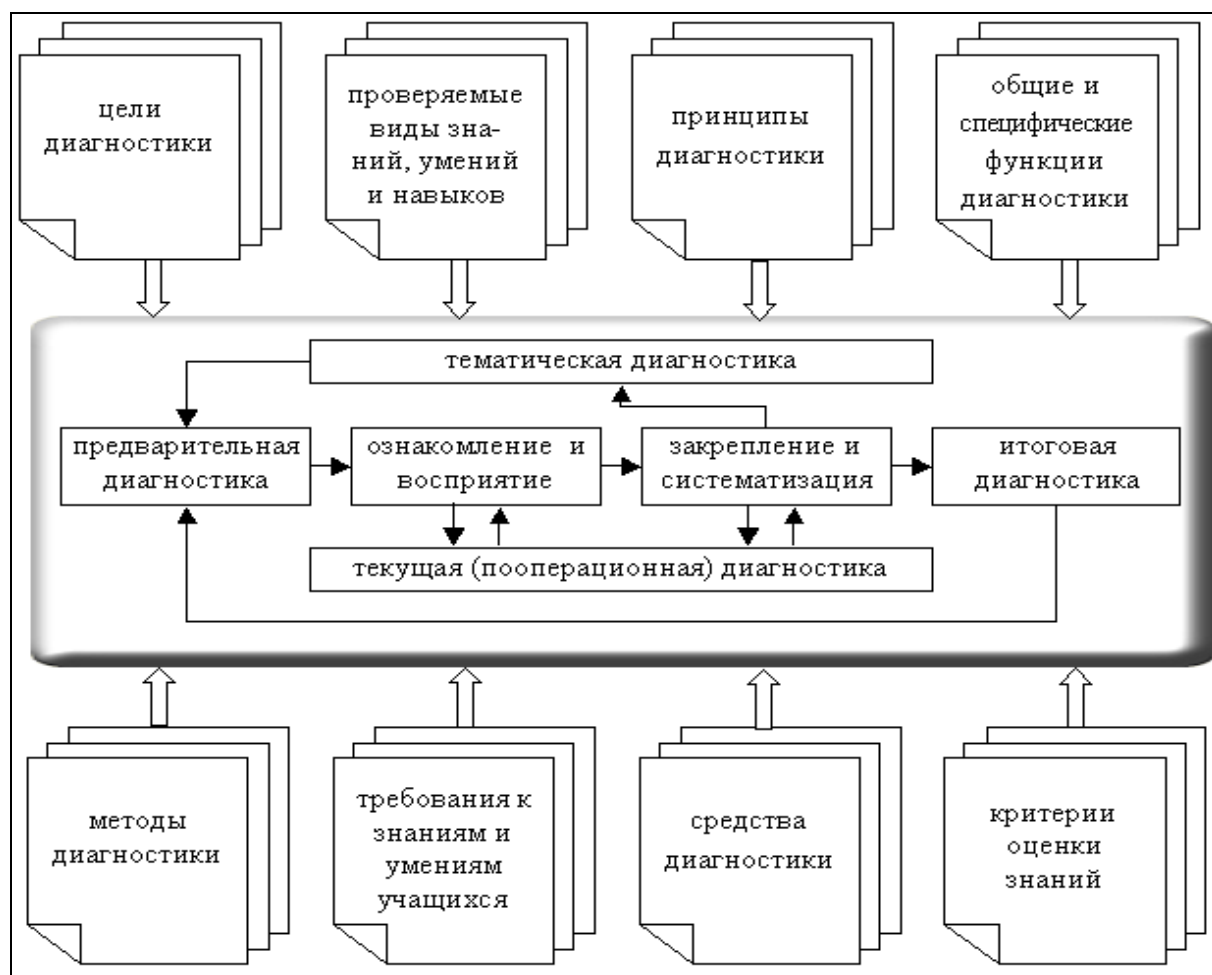 цели
диагностики
проверяемые
виды зна-
ний, умений
и навыков
принципы
диагностики
общие и
специфические
функции
диагностики
тематическая диагностика
предварительная
диагностика
ознакомление и
восприятие
закрепление и
систематизация
итоговая
диагностика
текущая (пооперационная) диагностика
методы
диагностики
требования к
знаниям и
умениям
учащихся
средства
диагностики
критерии
оценки
знаний